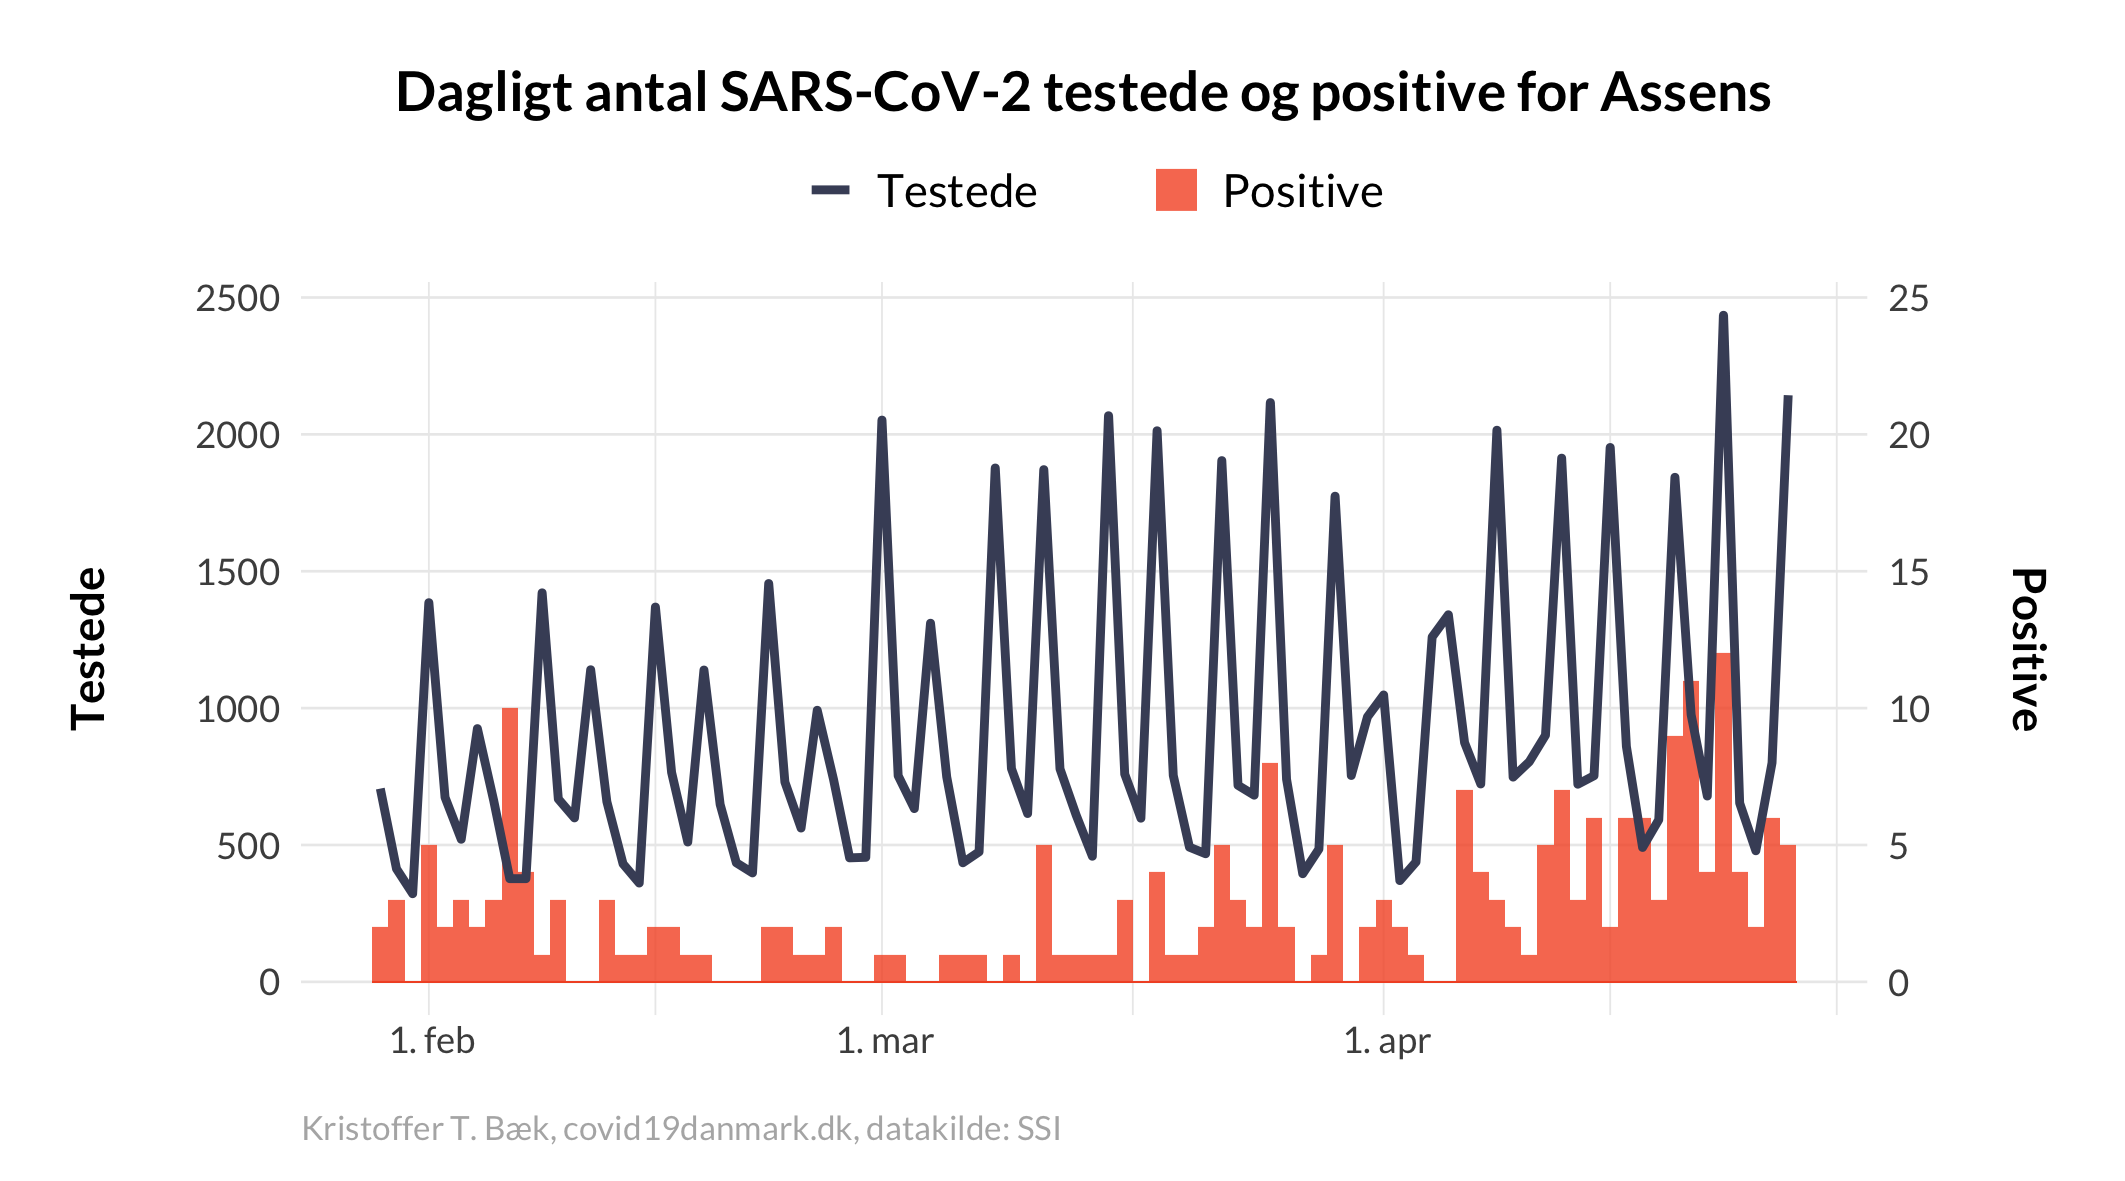 Dagligt antal SARS-CoV-2 testede og positive for Assens
Testede
Positive
2500
2000
1500
1000
500
0
25
20
15
10
5
0
Testede
Positive
1. feb
1. mar
1. apr
Kristoffer T. Bæk, covid19danmark.dk, datakilde: SSI